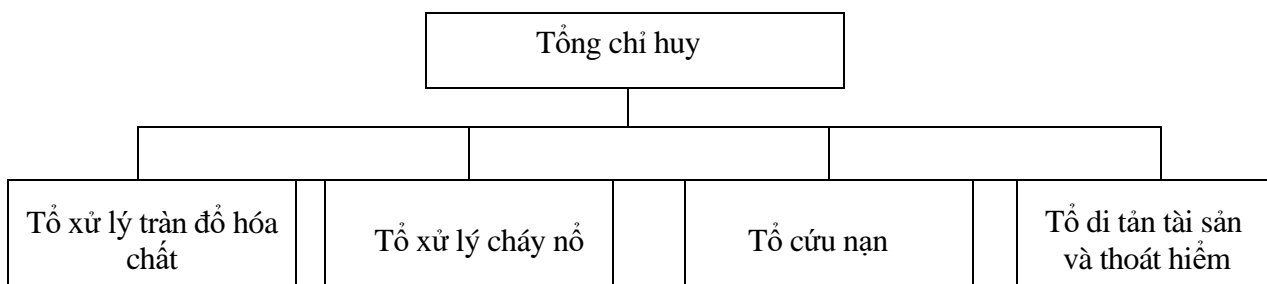 Tổng chỉ huy
Tổ xử lý tràn đổ hóa
chất
Tổ xử lý cháy nổ
Tổ cứu nạn
Tổ di tản tài sản
và thoát hiểm